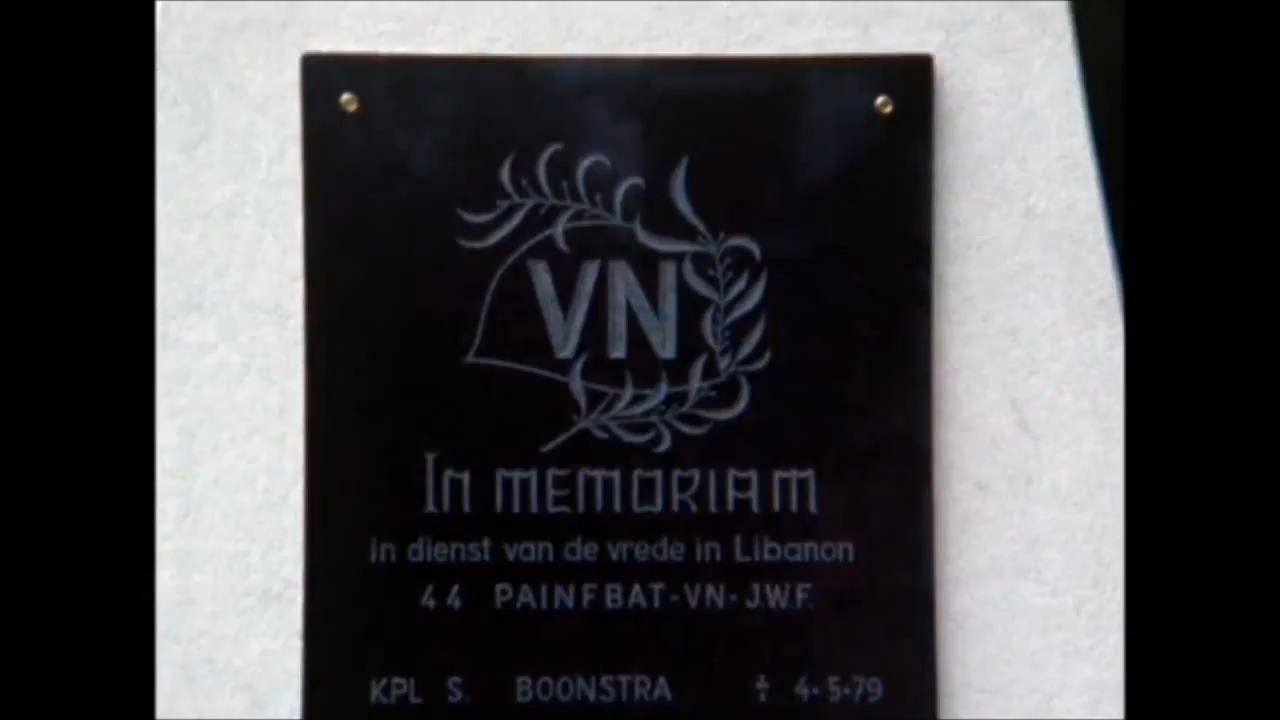 VN
In MEMORIAM
in dienst van de vrede in Libanon
44 PAINFBAT-VN-J.W.F.
KPL S. BOONSTRA † 4.5.79